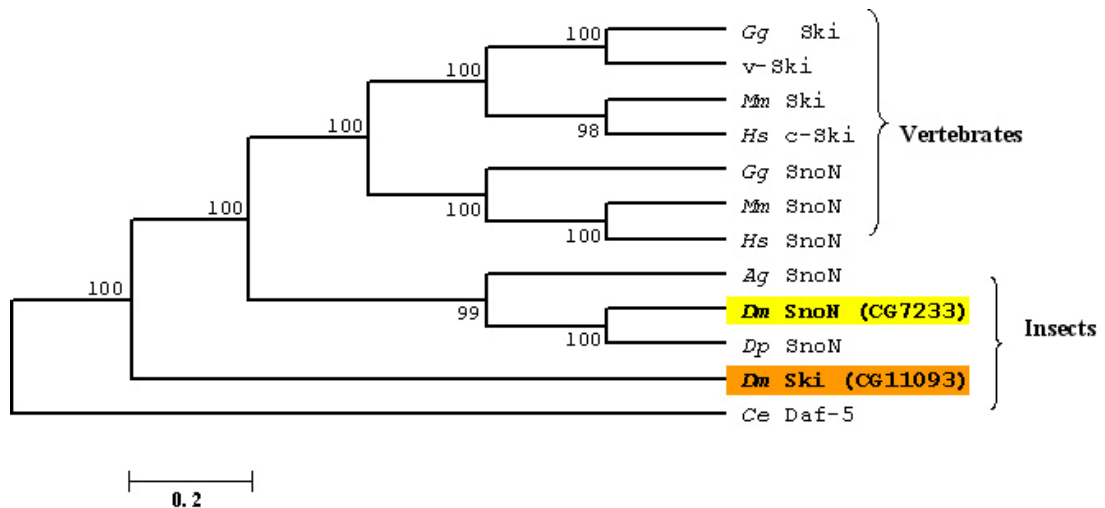 Gg Ski
100
v-Ski
100
Mm Ski
98
Hs c-Ski
Vertebrates
100
Gg SnoN
100
Mm SnoN
100
Hs SnoN
100
Ag SnoN
100
99
Dm SnoN (CG7233)
Insects
100
Dp SnoN
Dm Ski (CG11093)
Ce Daf-5
0.2